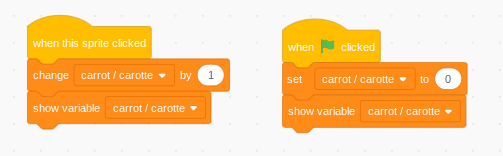 when this sprite clicked
change carrot / carotte by 1
show variable carrot / carotte
when clicked
set carrot / carotte to 0
show variable carrot / carotte